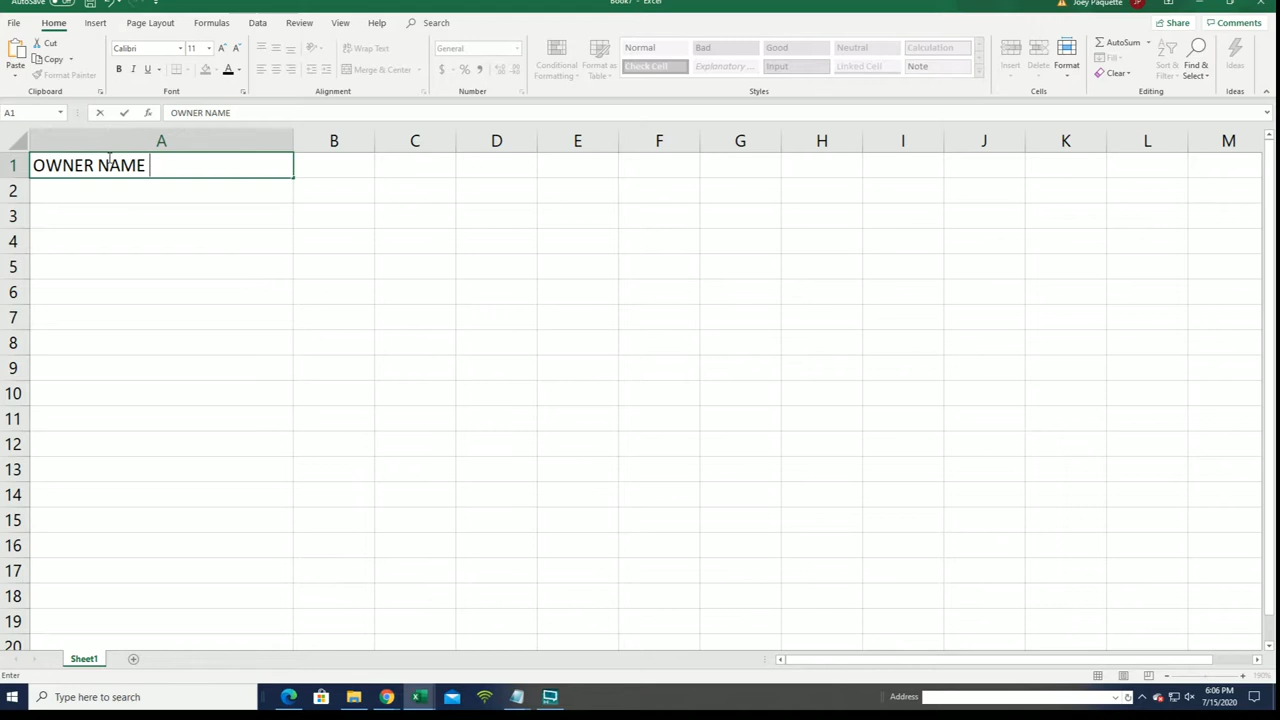 AutoSave
Book7 - Excel
Joey Paquette
JP
File Home Insert Page Layout Formulas Data Review View Help Search
Share Comments
Paste
Cut
Copy
Format Painter
Clipboard
Calibri 11
B I U
Font
Wrap Text
Merge & Center
Alignment
General
$ % ,
Number
Conditional Formatting
Format as Table
Normal Bad Good Neutral Calculation
Check Cell Explanatory ... Input Linked Cell Note
Styles
Insert Delete Format
Cells
AutoSum
Fill
Clear
Sort & Filter
Find & Select
Editing
Ideas
Ideas
A1 fx OWNER NAME
A B C D E F G H I J K L M
1 OWNER NAME
2
3
4
5
6
7
8
9
10
11
12
13
14
15
16
17
18
19
20
Sheet1
Enter
190%
Type here to search
Address
6:06 PM
7/15/2020